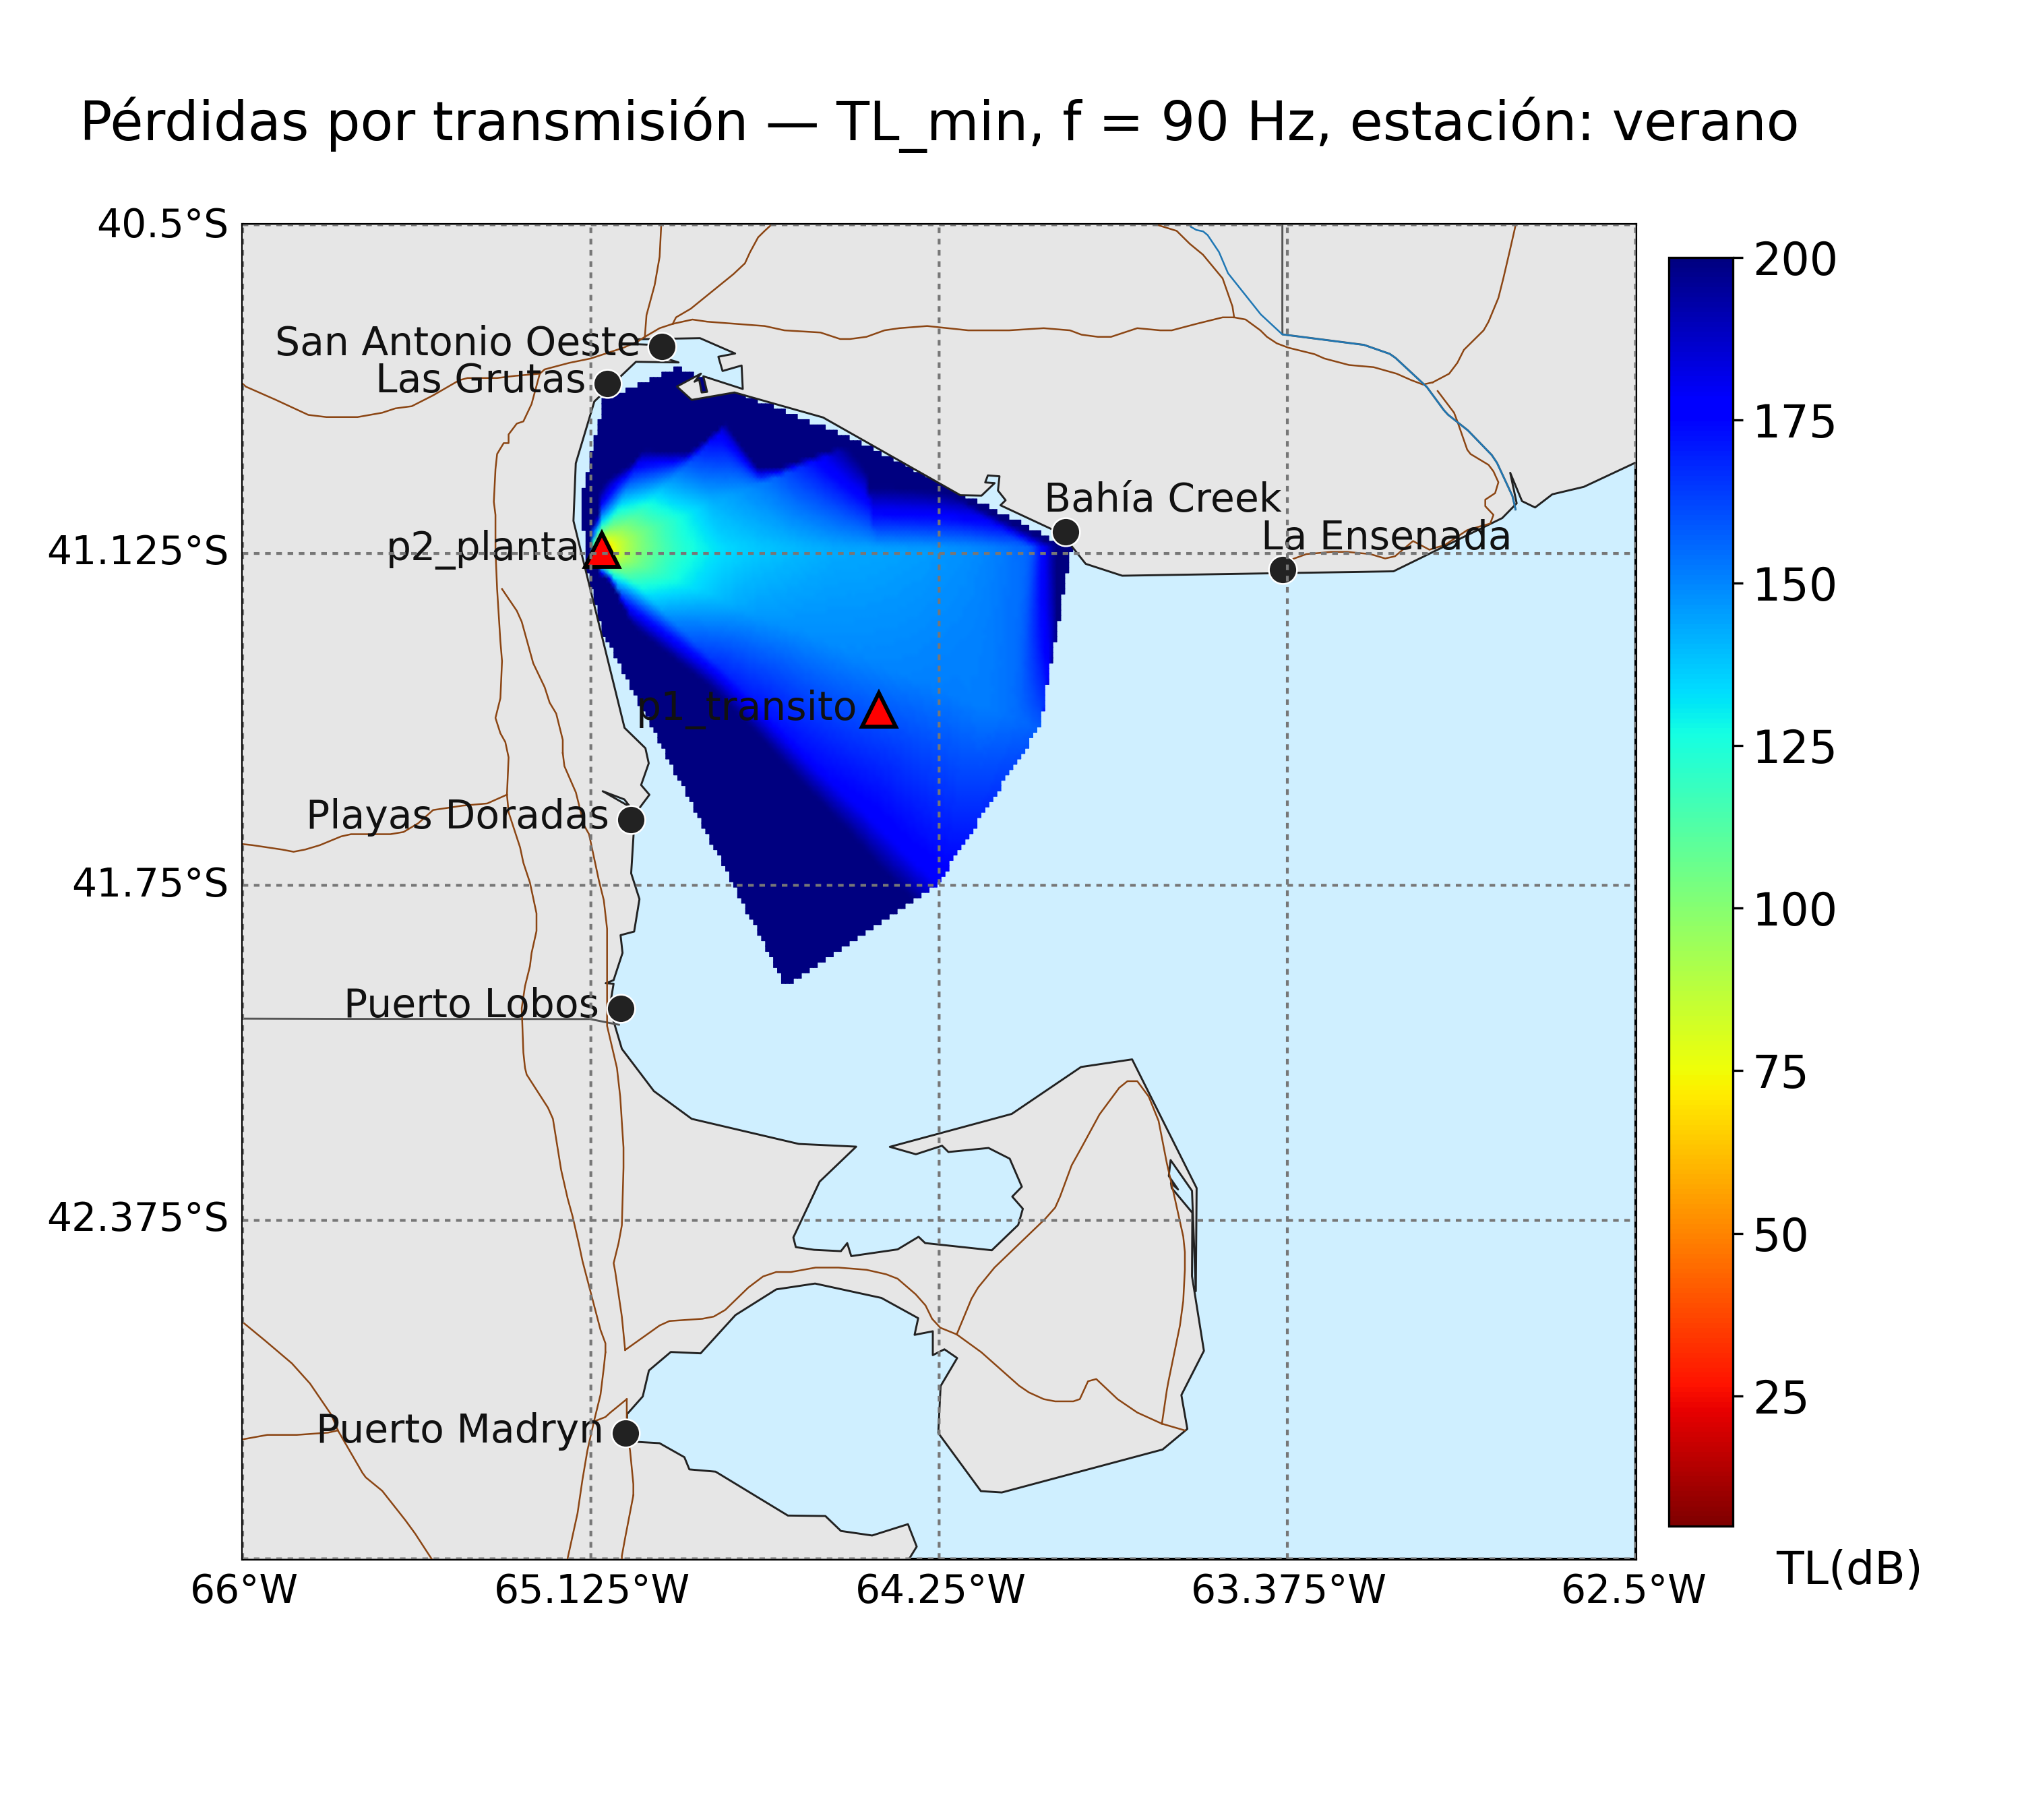 Pérdidas por transmisión — TL_min, f = 90 Hz, estación: verano
40.5°S
200
San Antonio Oeste
Las Grutas
175
Bahía Creek
La Ensenada
p2_planta
41.125°S
150
p1_transito
125
Playas Doradas
41.75°S
100
Puerto Lobos
75
42.375°S
50
25
Puerto Madryn
TL(dB)
66°W
65.125°W
64.25°W
63.375°W
62.5°W